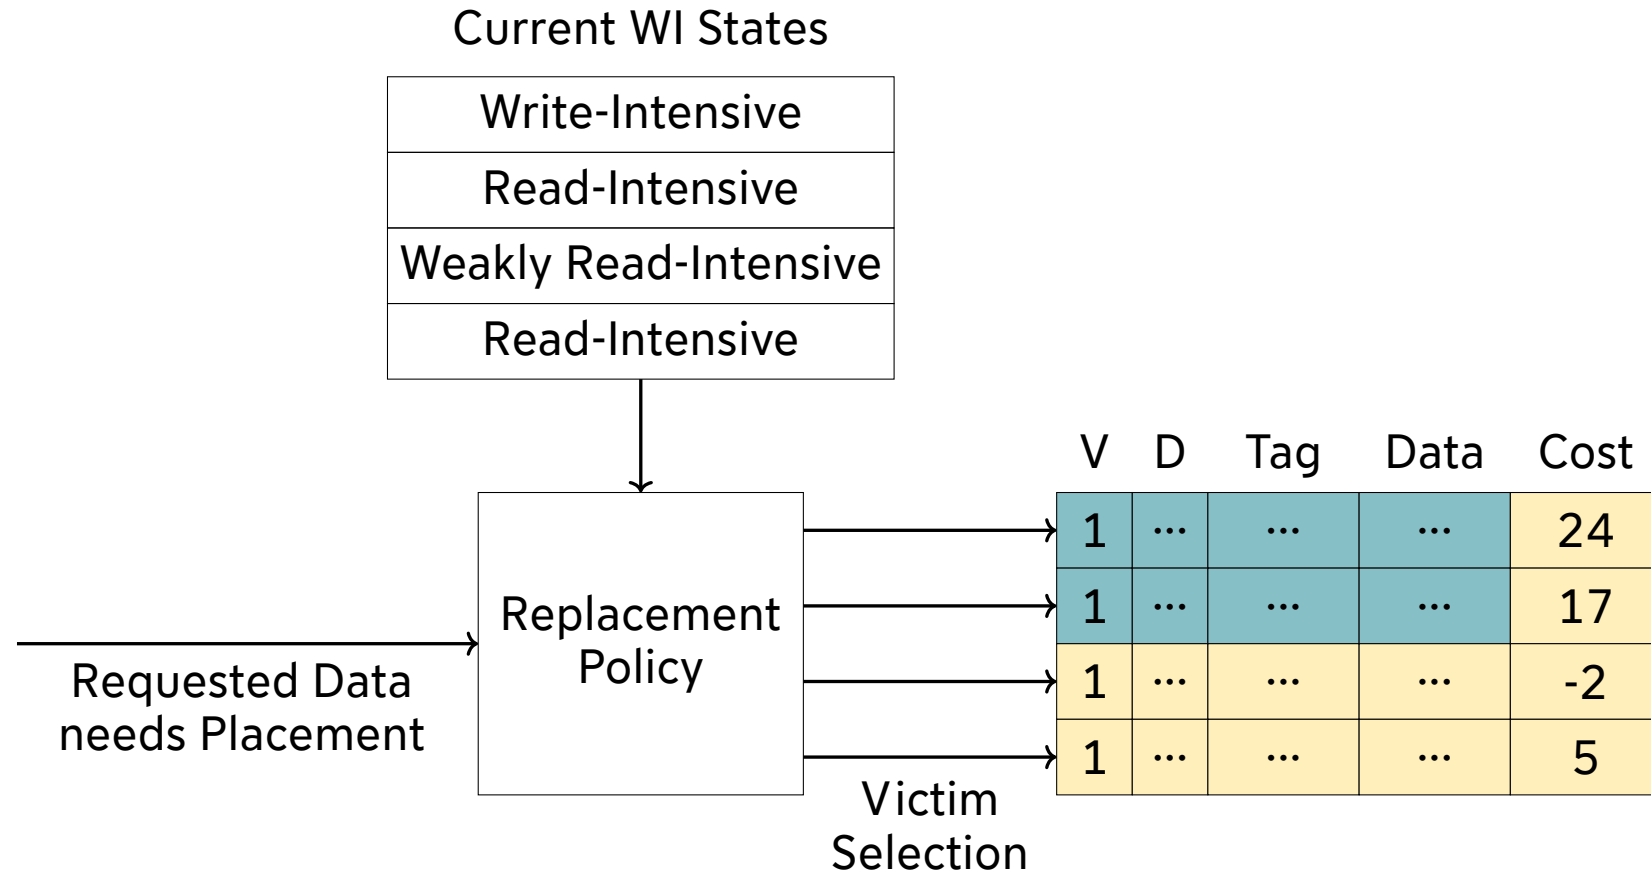 Current WI States
Write-Intensive
Read-Intensive
Weakly Read-Intensive
Read-Intensive
Requested Data
needs Placement
Replacement
Policy
Victim
Selection
V D Tag Data Cost
1 ... ... ... 24
1 ... ... ... 17
1 ... ... ... -2
1 ... ... ... 5